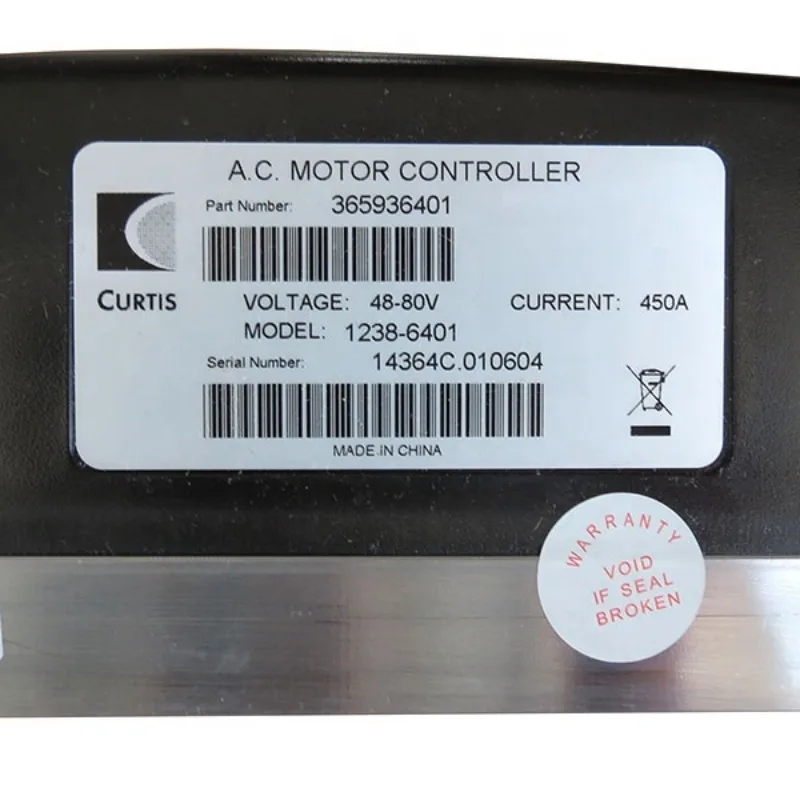 A.C. MOTOR CONTROLLER
Part Number: 365936401
CURTIS
VOLTAGE: 48-80V CURRENT: 450A
MODEL: 1238-6401
Serial Number: 14364C.010604
MADE IN CHINA
WARRANTY
VOID
IF SEAL
BROKEN